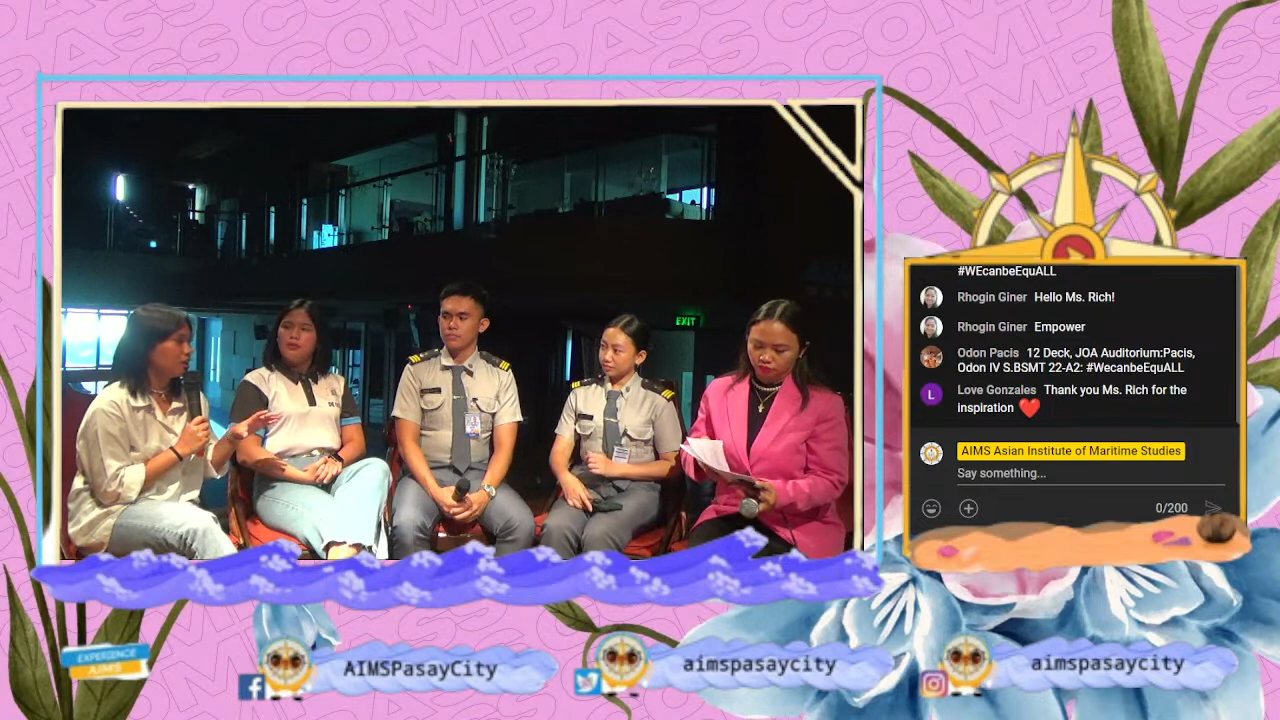 COMPASS
EXIT
#WEcanbeEquALL
Rhogin Giner Hello Ms. Rich!
Rhogin Giner Empower
Odon Pacis 12 Deck, JOA Auditorium:Pacis,
Odon IV S.BSMT 22-A2: #WecanbeEquALL
L
Love Gonzales Thank you Ms. Rich for the
inspiration ❤️
AIMS Asian Institute of Maritime Studies
Say something...
0/200
EXPERIENCE
AIMS
AIMSPasayCity
aimspasaycity
aimspasaycity